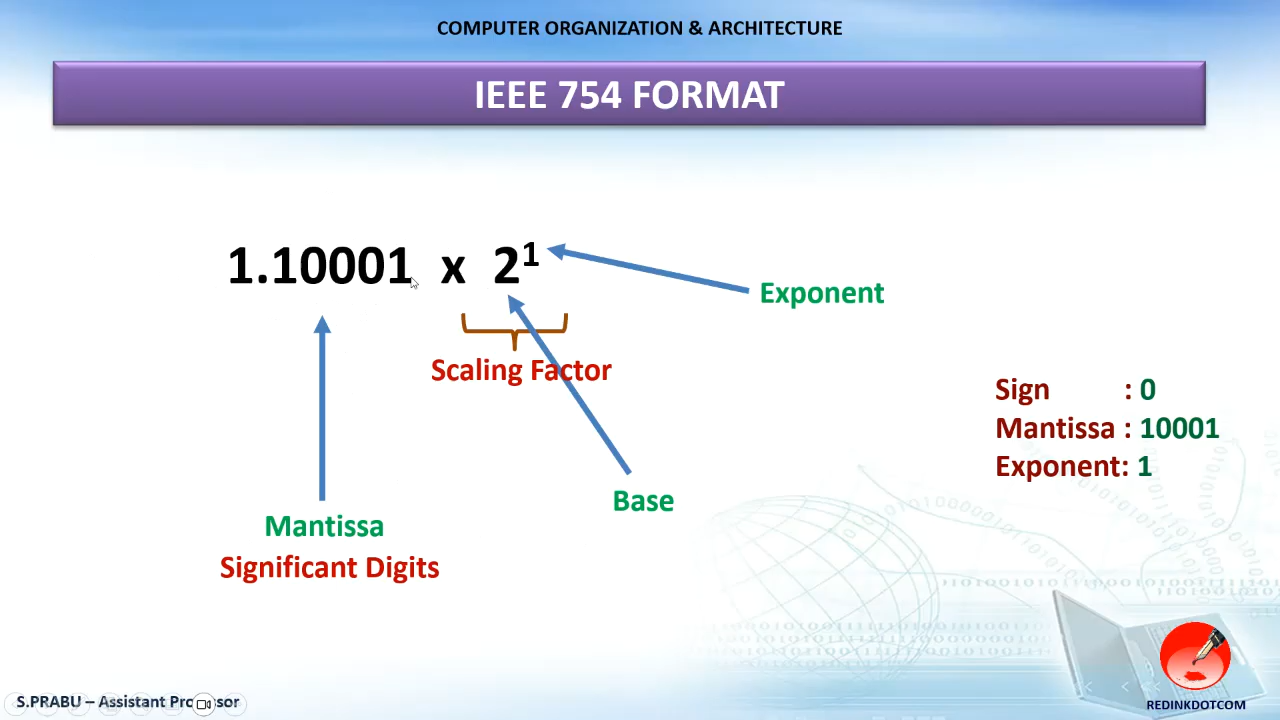 COMPUTER ORGANIZATION & ARCHITECTURE
IEEE 754 FORMAT
1.10001 x 2¹
Exponent
Scaling Factor
Sign : 0
Mantissa : 10001
Exponent: 1
Base
Mantissa
Significant Digits
S.PRABU – Assistant
REDINKDOTCOM